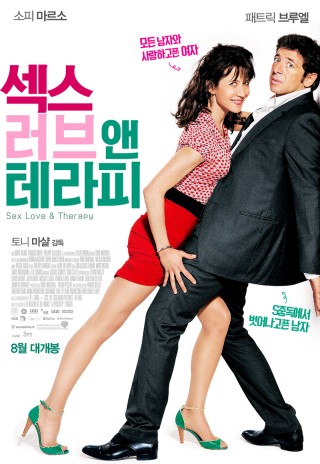 소피 마르소
패트릭 브루엘
모든 남자와
사랑하고픈 여자
섹스
러브 앤
테라피
Sex Love & Therapy
토니 마샬 감독
S중독에서
벗어나고픈 남자
8월 대개봉